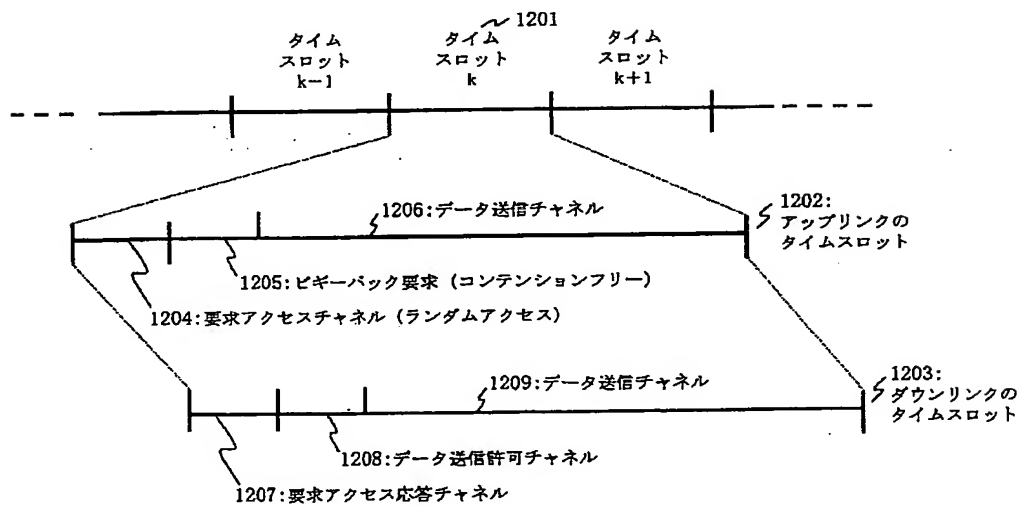 1201
タイム
スロット
k-1
タイム
スロット
k
タイム
スロット
k+1
1206:データ送信チャネル
1202:
アップリンクの
タイムスロット
1205:ピギーバック要求(コンテンションフリー)
1204:要求アクセスチャネル(ランダムアクセス)
1209:データ送信チャネル
1203:
ダウンリンクの
タイムスロット
1208:データ送信許可チャネル
1207:要求アクセス応答チャネル